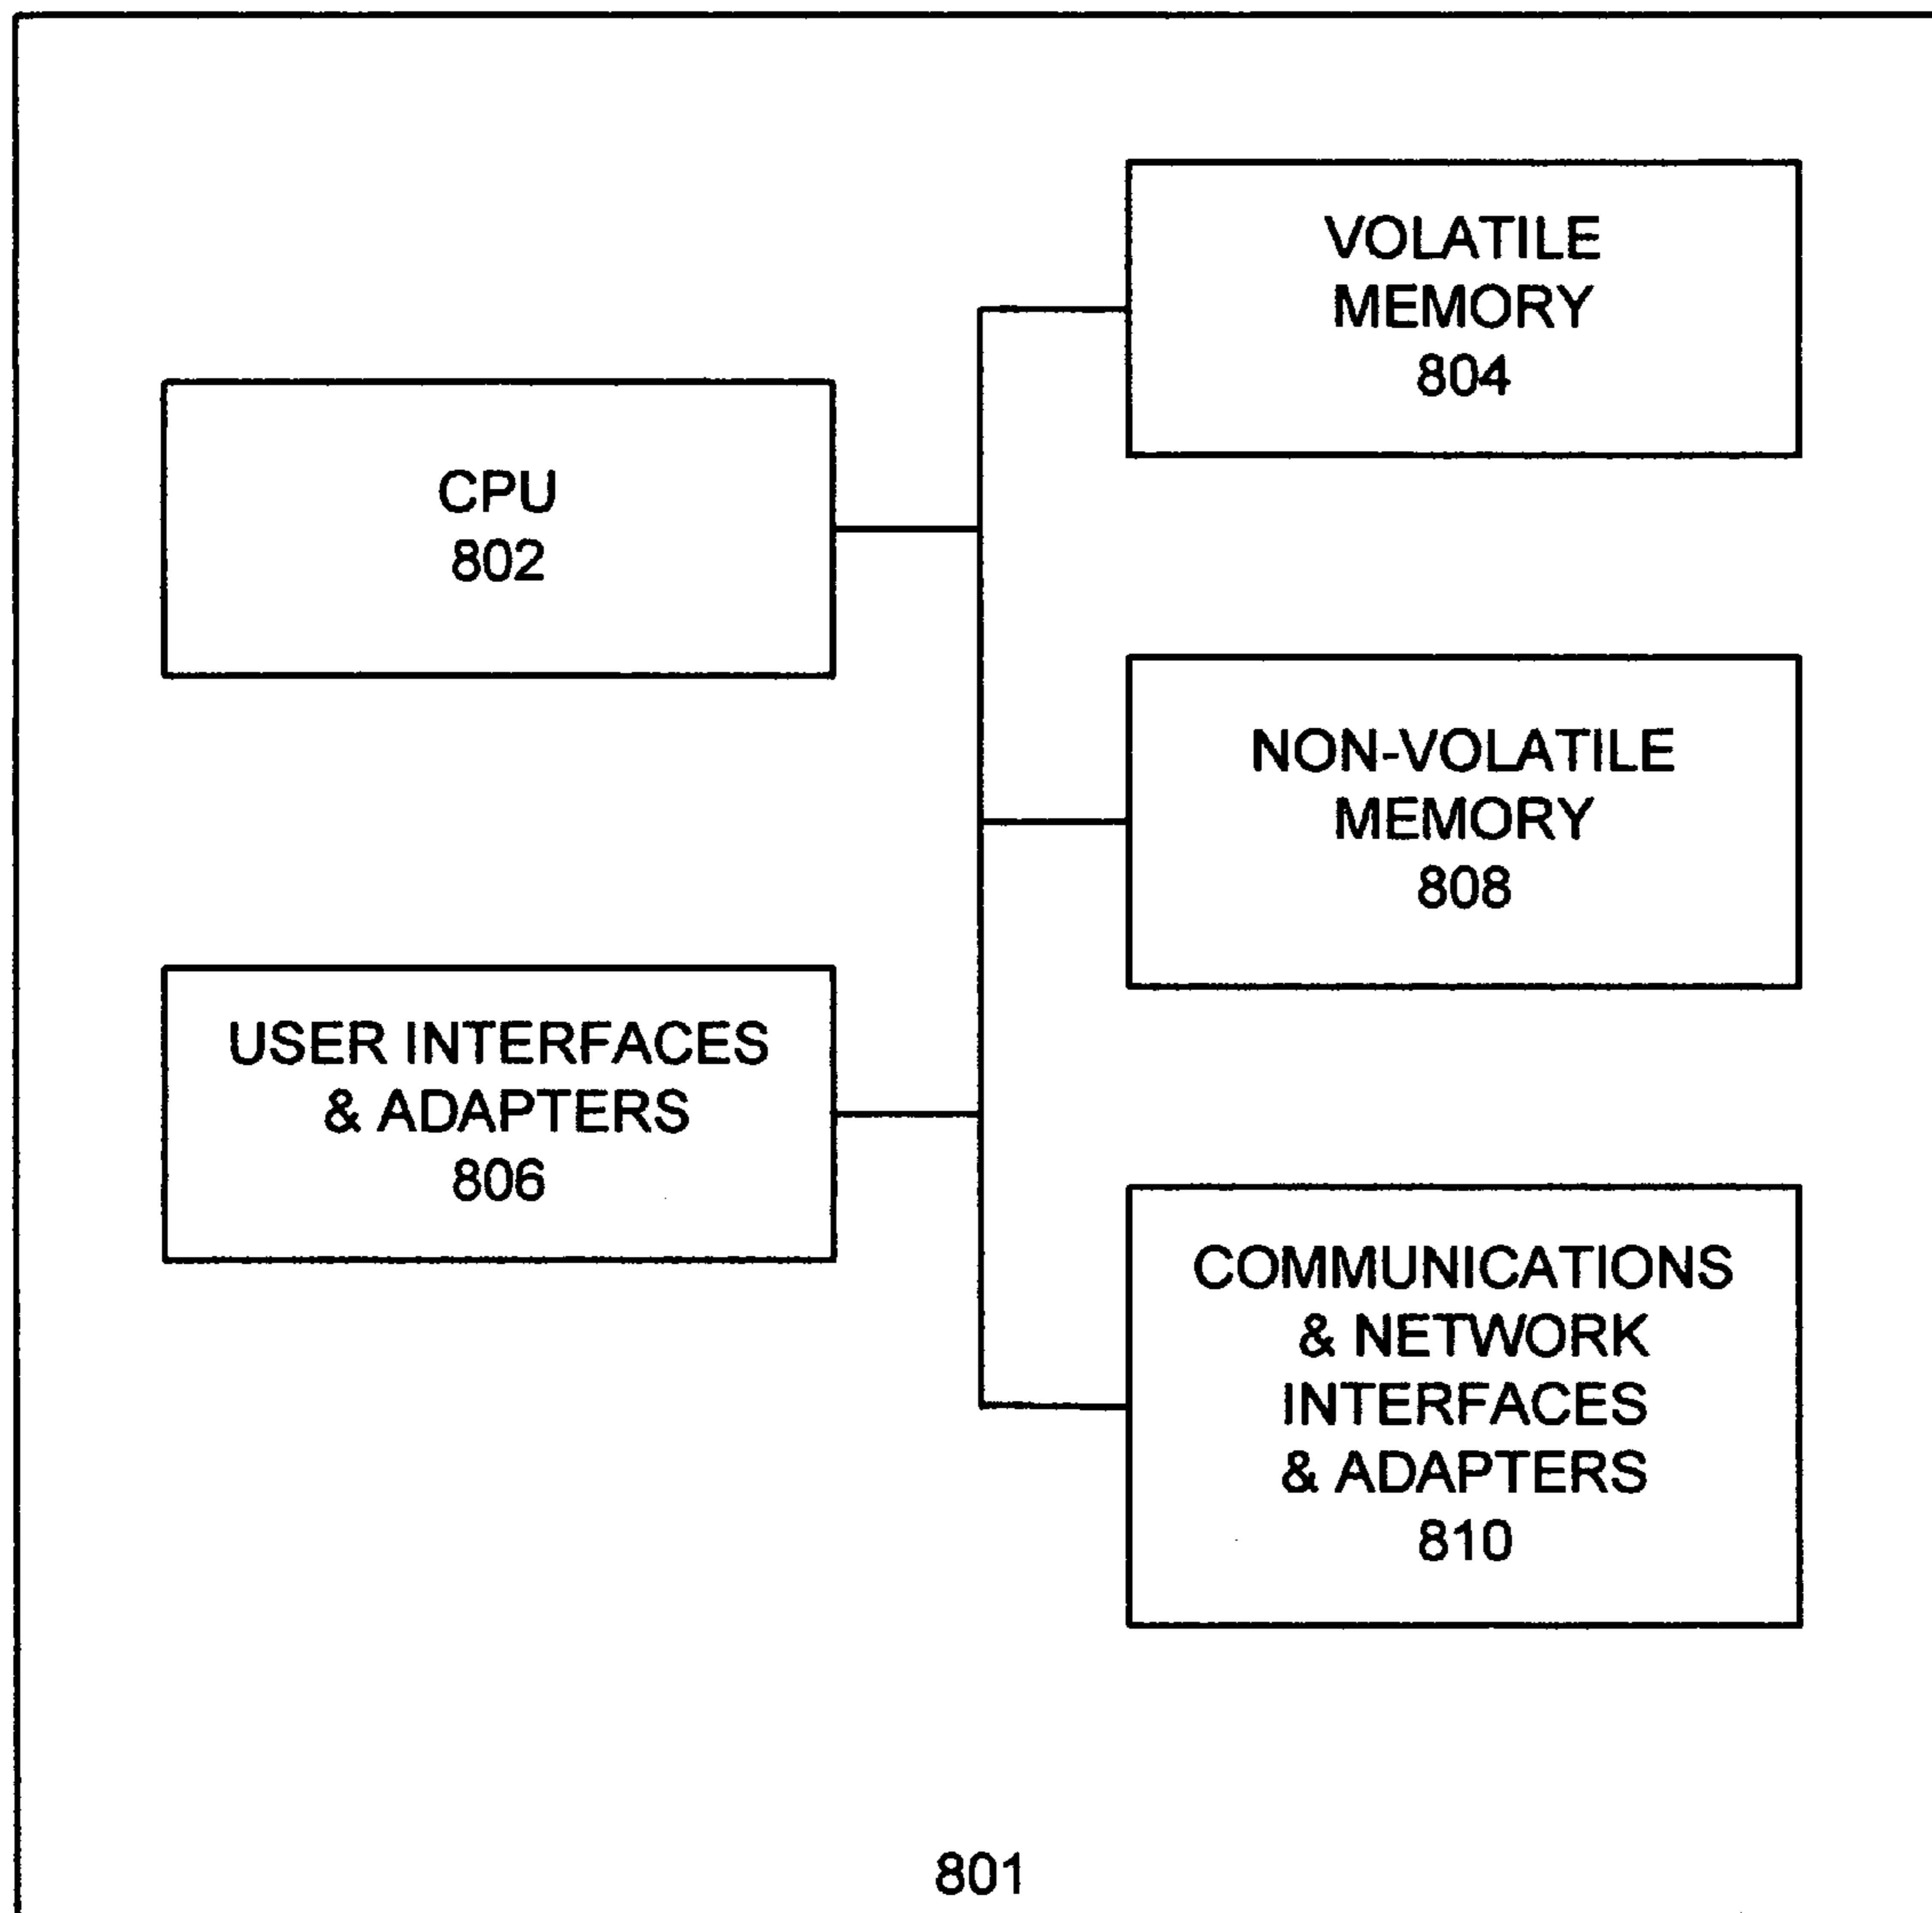 VOLATILE
MEMORY
804
CPU
802
NON-VOLATILE
MEMORY
808
USER INTERFACES
& ADAPTERS
806
COMMUNICATIONS
& NETWORK
INTERFACES
& ADAPTERS
810
801